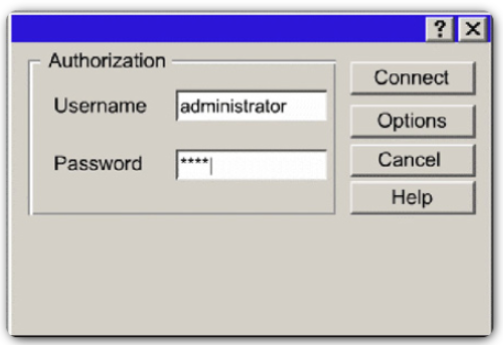 ? X
Authorization
Username administrator
Password ****
Connect
Options
Cancel
Help